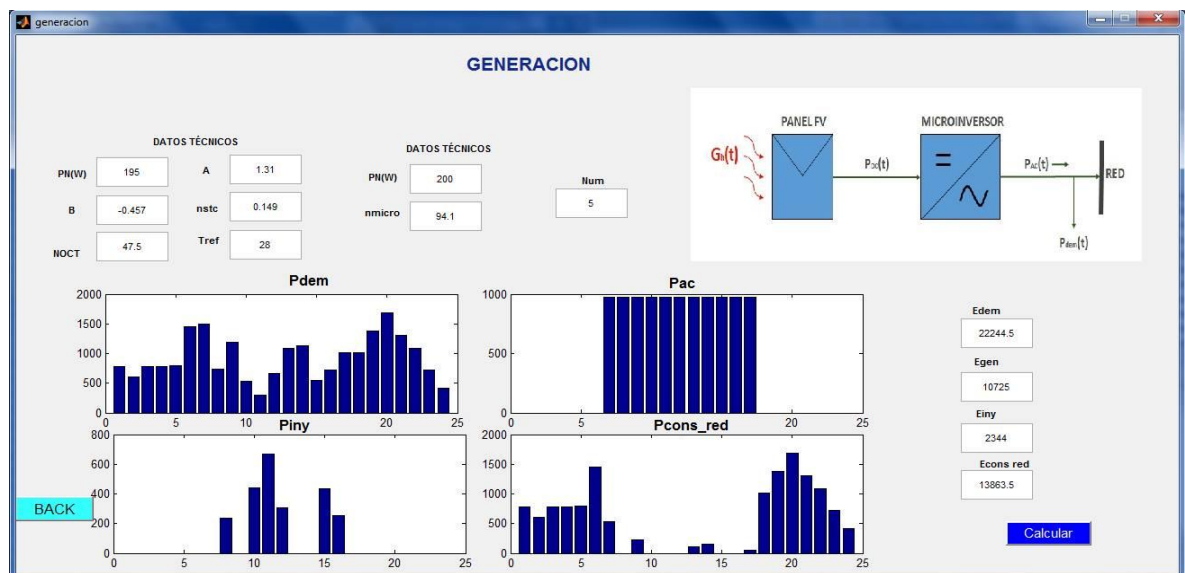 generacion
GENERACION
DATOS TÉCNICOS
PN(W) 195 A 1.31
B -0.457 nstc 0.149
NOCT 47.5 Tref 28
DATOS TÉCNICOS
PN(W) 200
nmicro 94.1
Num
5
PANEL FV MICROINVERSOR
Gh(t) PDC(t) PAC(t) RED
Pdem(t)
Pdem
2000
1500
1000
500
0
0 5 10 15 20 25
Pac
1000
500
0
0 5 10 15 20 25
Piny
800
600
400
200
0
0 5 10 15 20 25
Pcons_red
2000
1500
1000
500
0
0 5 10 15 20 25
Edem
22244.5
Egen
10725
Einy
2344
Econs red
13863.5
BACK
Calcular